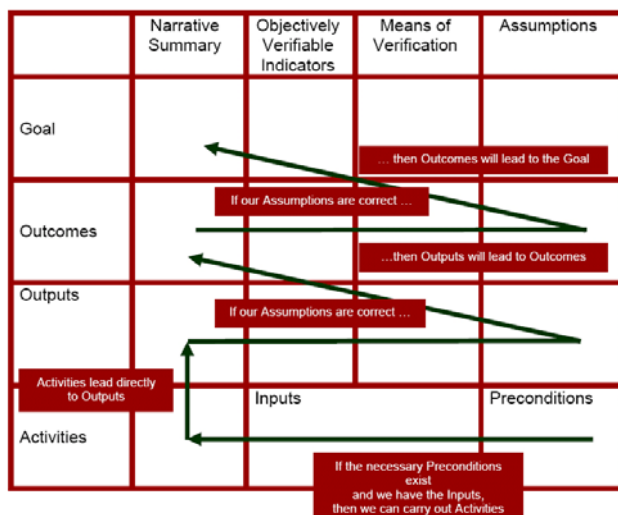 Narrative
Summary
Objectively
Verifiable
Indicators
Means of
Verification
Assumptions
Goal
… then Outcomes will lead to the Goal
If our Assumptions are correct …
Outcomes
…then Outputs will lead to Outcomes
Outputs
If our Assumptions are correct …
Activities lead directly
to Outputs
Inputs
Preconditions
Activities
If the necessary Preconditions
exist
and we have the Inputs,
then we can carry out Activities